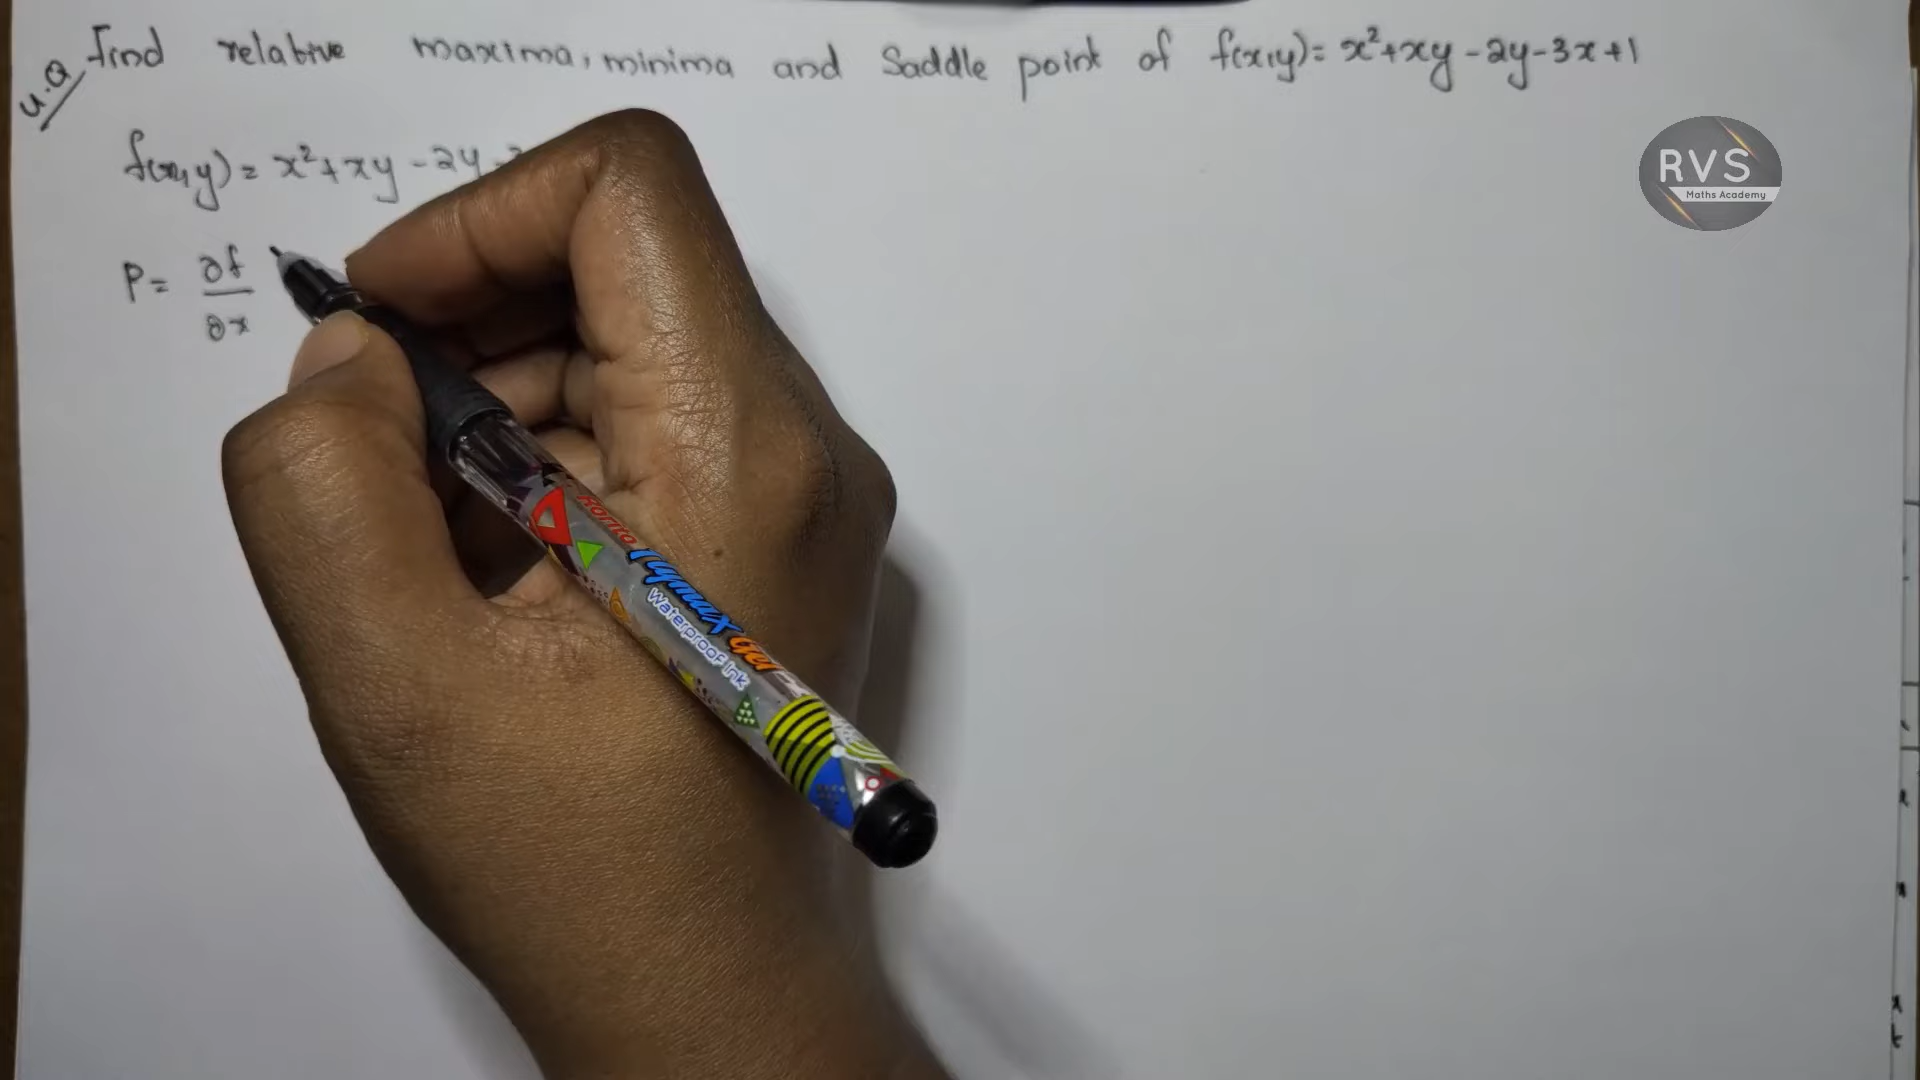 U.Q Find relative maxima, minima and Saddle point of f(x,y) = x²+xy-2y-3x+1
RVS
Maths Academy
f(x,y) = x²+xy-2y-
P = ∂f
∂x
Waterproof Ink